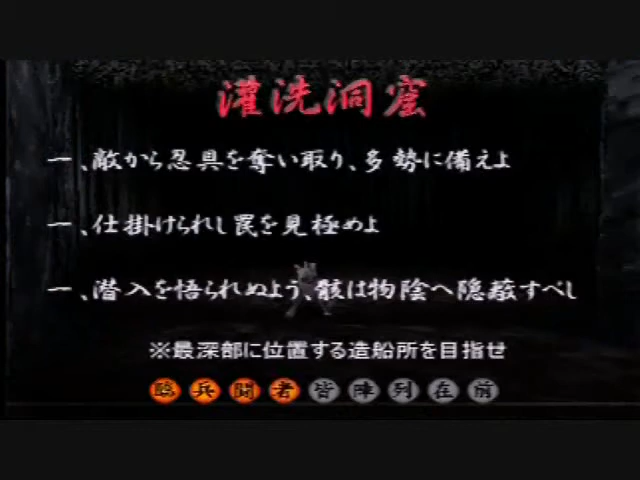 灌洗洞窟
一、敵から忍具を奪い取り、多勢に備えよ
一、仕掛けられし罠を見極めよ
一、潜入を悟られぬよう、骸は物陰へ隠蔽すべし
※最深部に位置する造船所を目指せ
臨兵闘者皆陣列在前